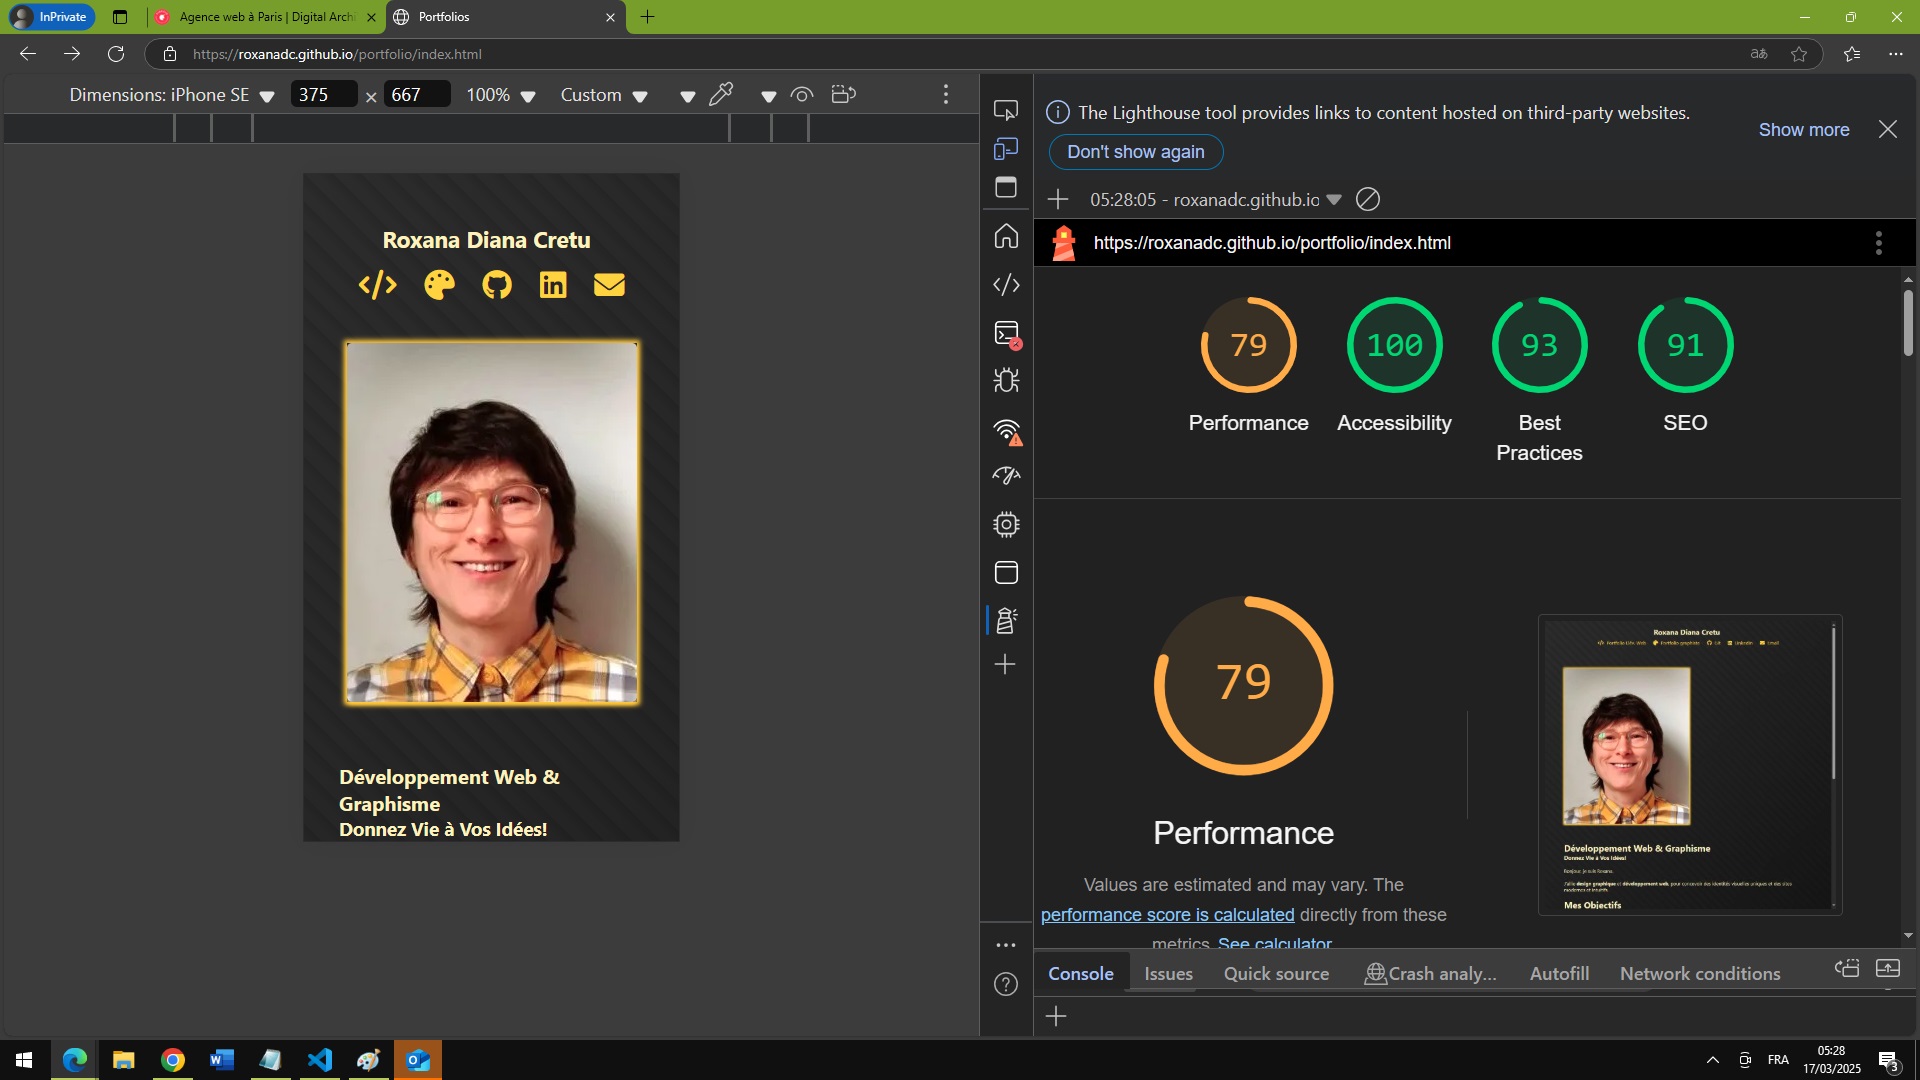 InPrivate
Agence web à Paris | Digital Archi
Portfolios
https://roxanadc.github.io/portfolio/index.html
Dimensions: iPhone SE
375 × 667
100%
Custom
Roxana Diana Cretu
Développement Web &
Graphisme
Donnez Vie à Vos Idées!
The Lighthouse tool provides links to content hosted on third-party websites.
Don't show again
Show more
05:28:05 - roxanadc.github.io
https://roxanadc.github.io/portfolio/index.html
79
100
93
91
Performance
Accessibility
Best
Practices
SEO
79
Performance
Values are estimated and may vary. The
performance score is calculated directly from these
metrics. See calculator.
Roxana Diana Cretu
Développement Web & Graphisme
Donnez Vie à Vos Idées!
Bonjour, je suis Roxana.
Mes Objectifs
Console
Issues
Quick source
Crash analy...
Autofill
Network conditions
FRA
05:28
17/03/2025
3